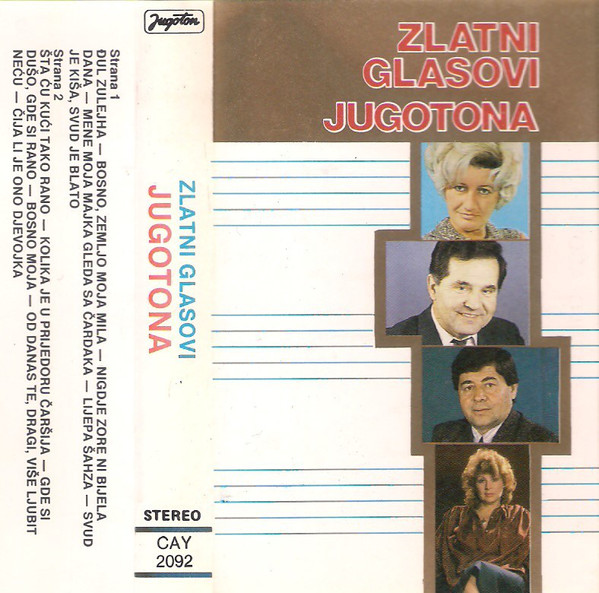 Jugoton
Strana 1
ĐUL ZULEJHA — BOSNO, ZEMLJO MOJA MILA — NIGDJE ZORE NI BIJELA
DANA — MENE MOJA MAJKA GLEDA SA ČARDAKA — LIJEPA ŠAHZA — SVUD
JE KIŠA, SVUD JE BLATO
Strana 2
ŠTA ĆU KUĆI TAKO RANO — KOLIKA JE U PRIJEDORU ČARŠIJA — GDE SI
DUŠO, GDE SI RANO — BOSNO MOJA — OD DANAS TE, DRAGI, VIŠE LJUBIT
NEĆU — ČIJA LI JE ONO DJEVOJKA
ZLATNI GLASOVI
JUGOTONA
STEREO
CAY
2092
ZLATNI
GLASOVI
JUGOTONA